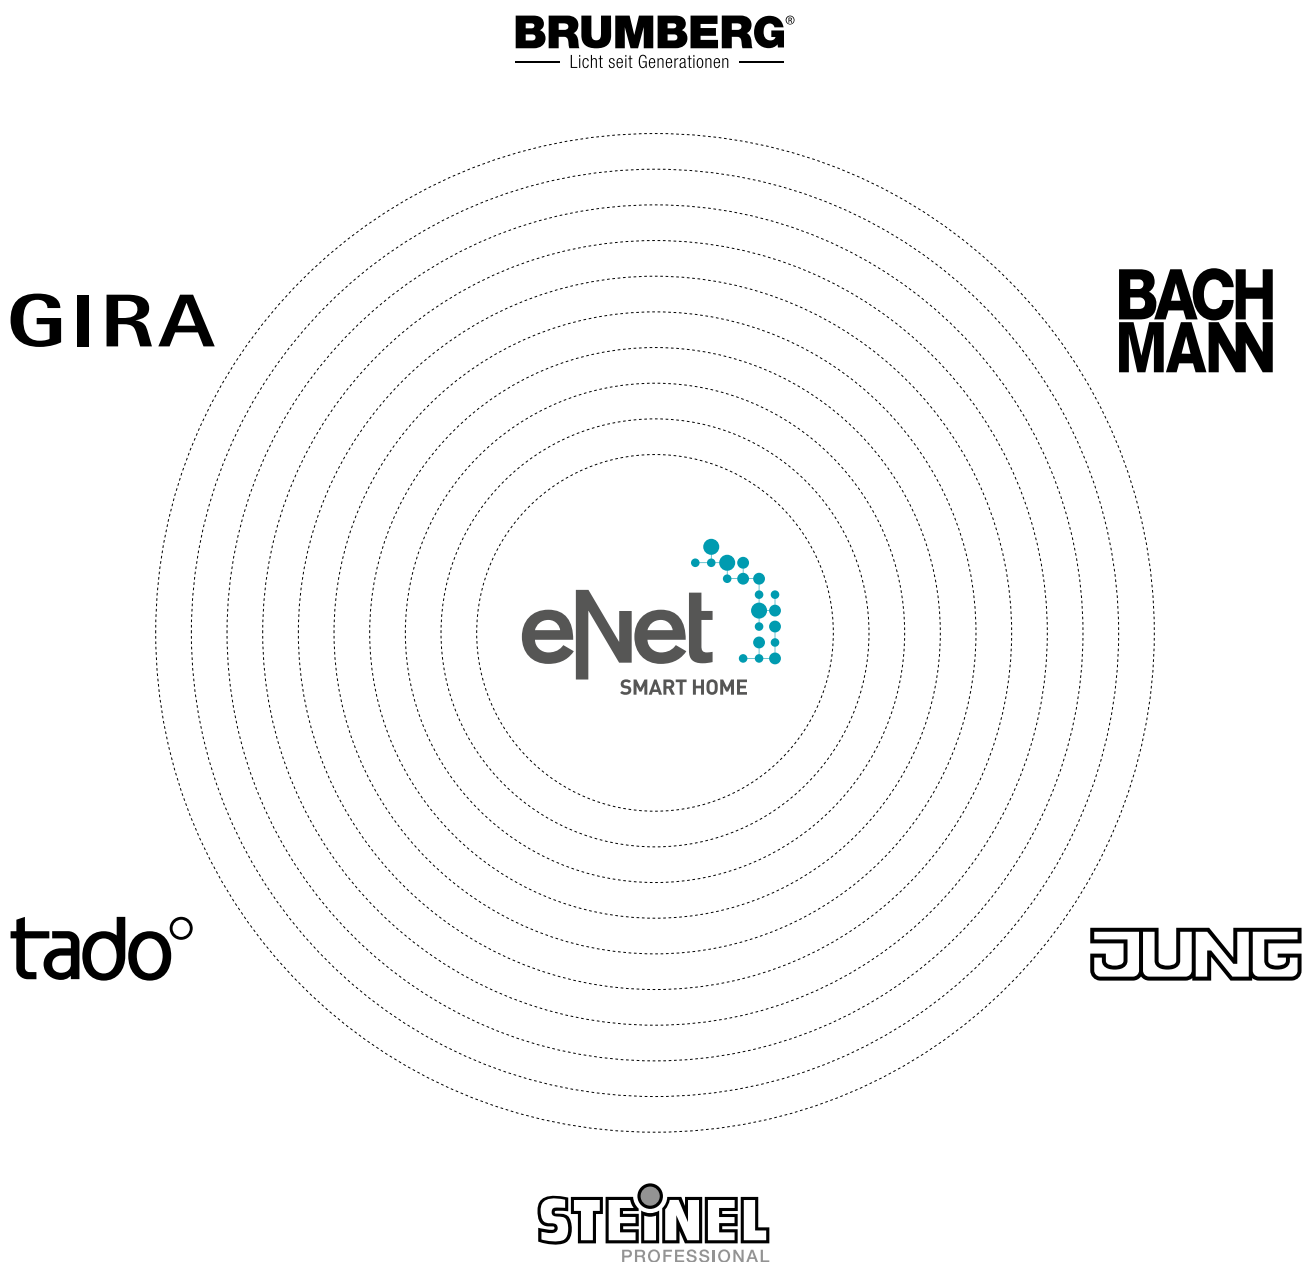 BRUMBERG®
Licht seit Generationen
GIRA
BACH
MANN
eNet
SMART HOME
tado°
JUNG
STEINEL
PROFESSIONAL